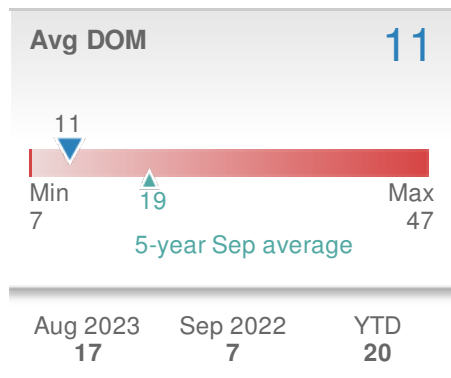 Avg DOM 11
11
Min Max
19
7 47
5-year Sep average
Aug 2023 Sep 2022 YTD
17 7 20